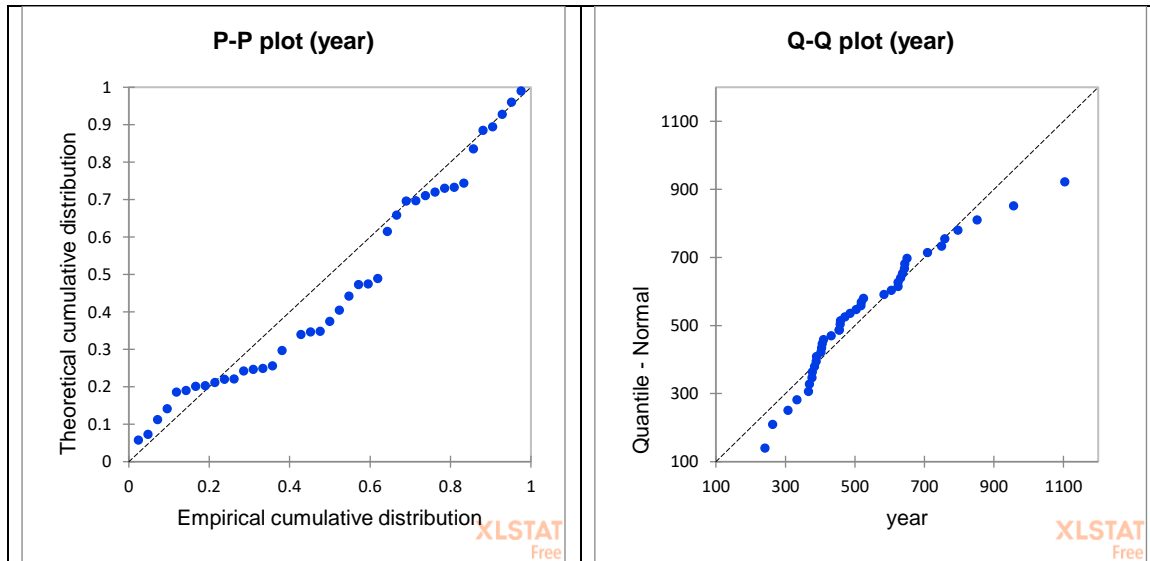 P-P plot (year)
Theoretical cumulative distribution
1
0.9
0.8
0.7
0.6
0.5
0.4
0.3
0.2
0.1
0
0 0.2 0.4 0.6 0.8 1
Empirical cumulative distribution
XLSTAT
Free
Q-Q plot (year)
Quantile - Normal
1100
900
700
500
300
100
100 300 500 700 900 1100
year
XLSTAT
Free